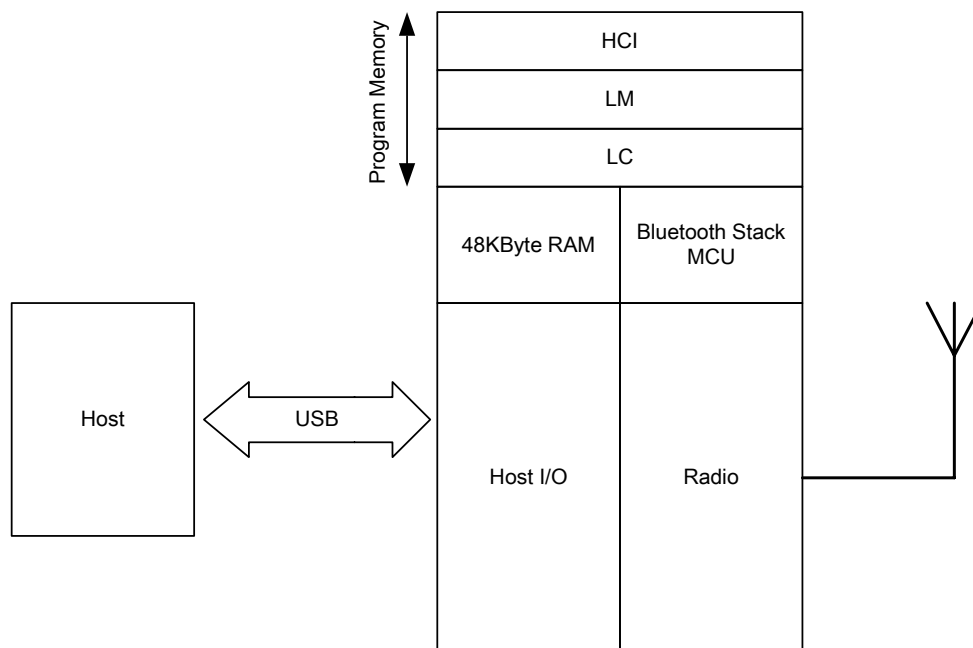 Program Memory
HCI
LM
LC
48KByte RAM
Bluetooth Stack
MCU
Host
USB
Host I/O
Radio